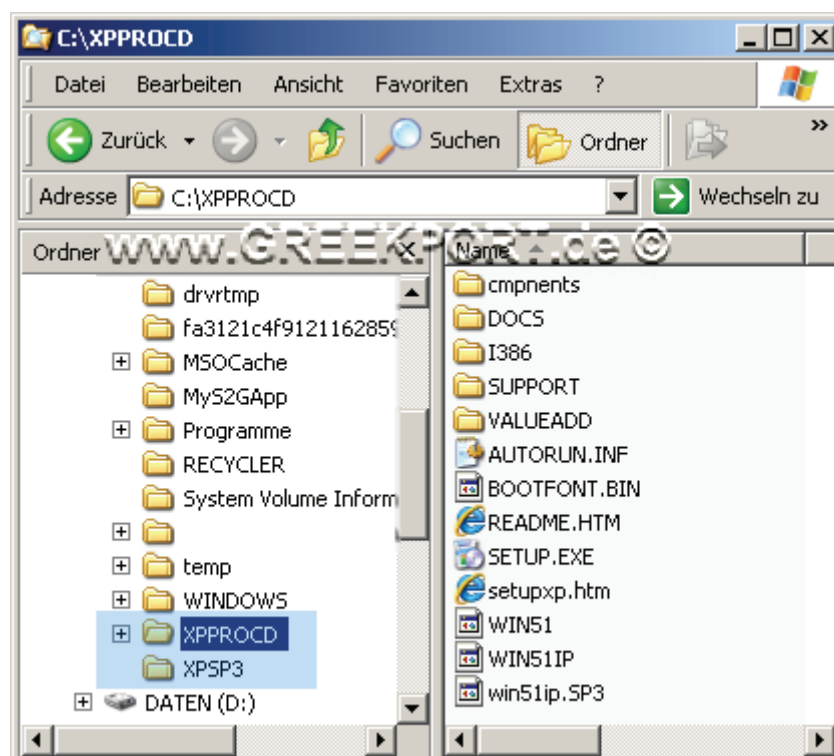 C:\XPPROCD
Datei Bearbeiten Ansicht Favoriten Extras ?
Zurück Suchen Ordner »
Adresse C:\XPPROCD Wechseln zu
www.GREEKPORT.de ©
Ordner
drvrtmp
fa3121c4f9121162859
MSOCache
MyS2GApp
Programme
RECYCLER
System Volume Inform
temp
WINDOWS
XPPROCD
XPSP3
DATEN (D:)
Name
cmpnents
DOCS
I386
SUPPORT
VALUEADD
AUTORUN.INF
BOOTFONT.BIN
README.HTM
SETUP.EXE
setupxp.htm
WIN51
WIN51IP
win51ip.SP3